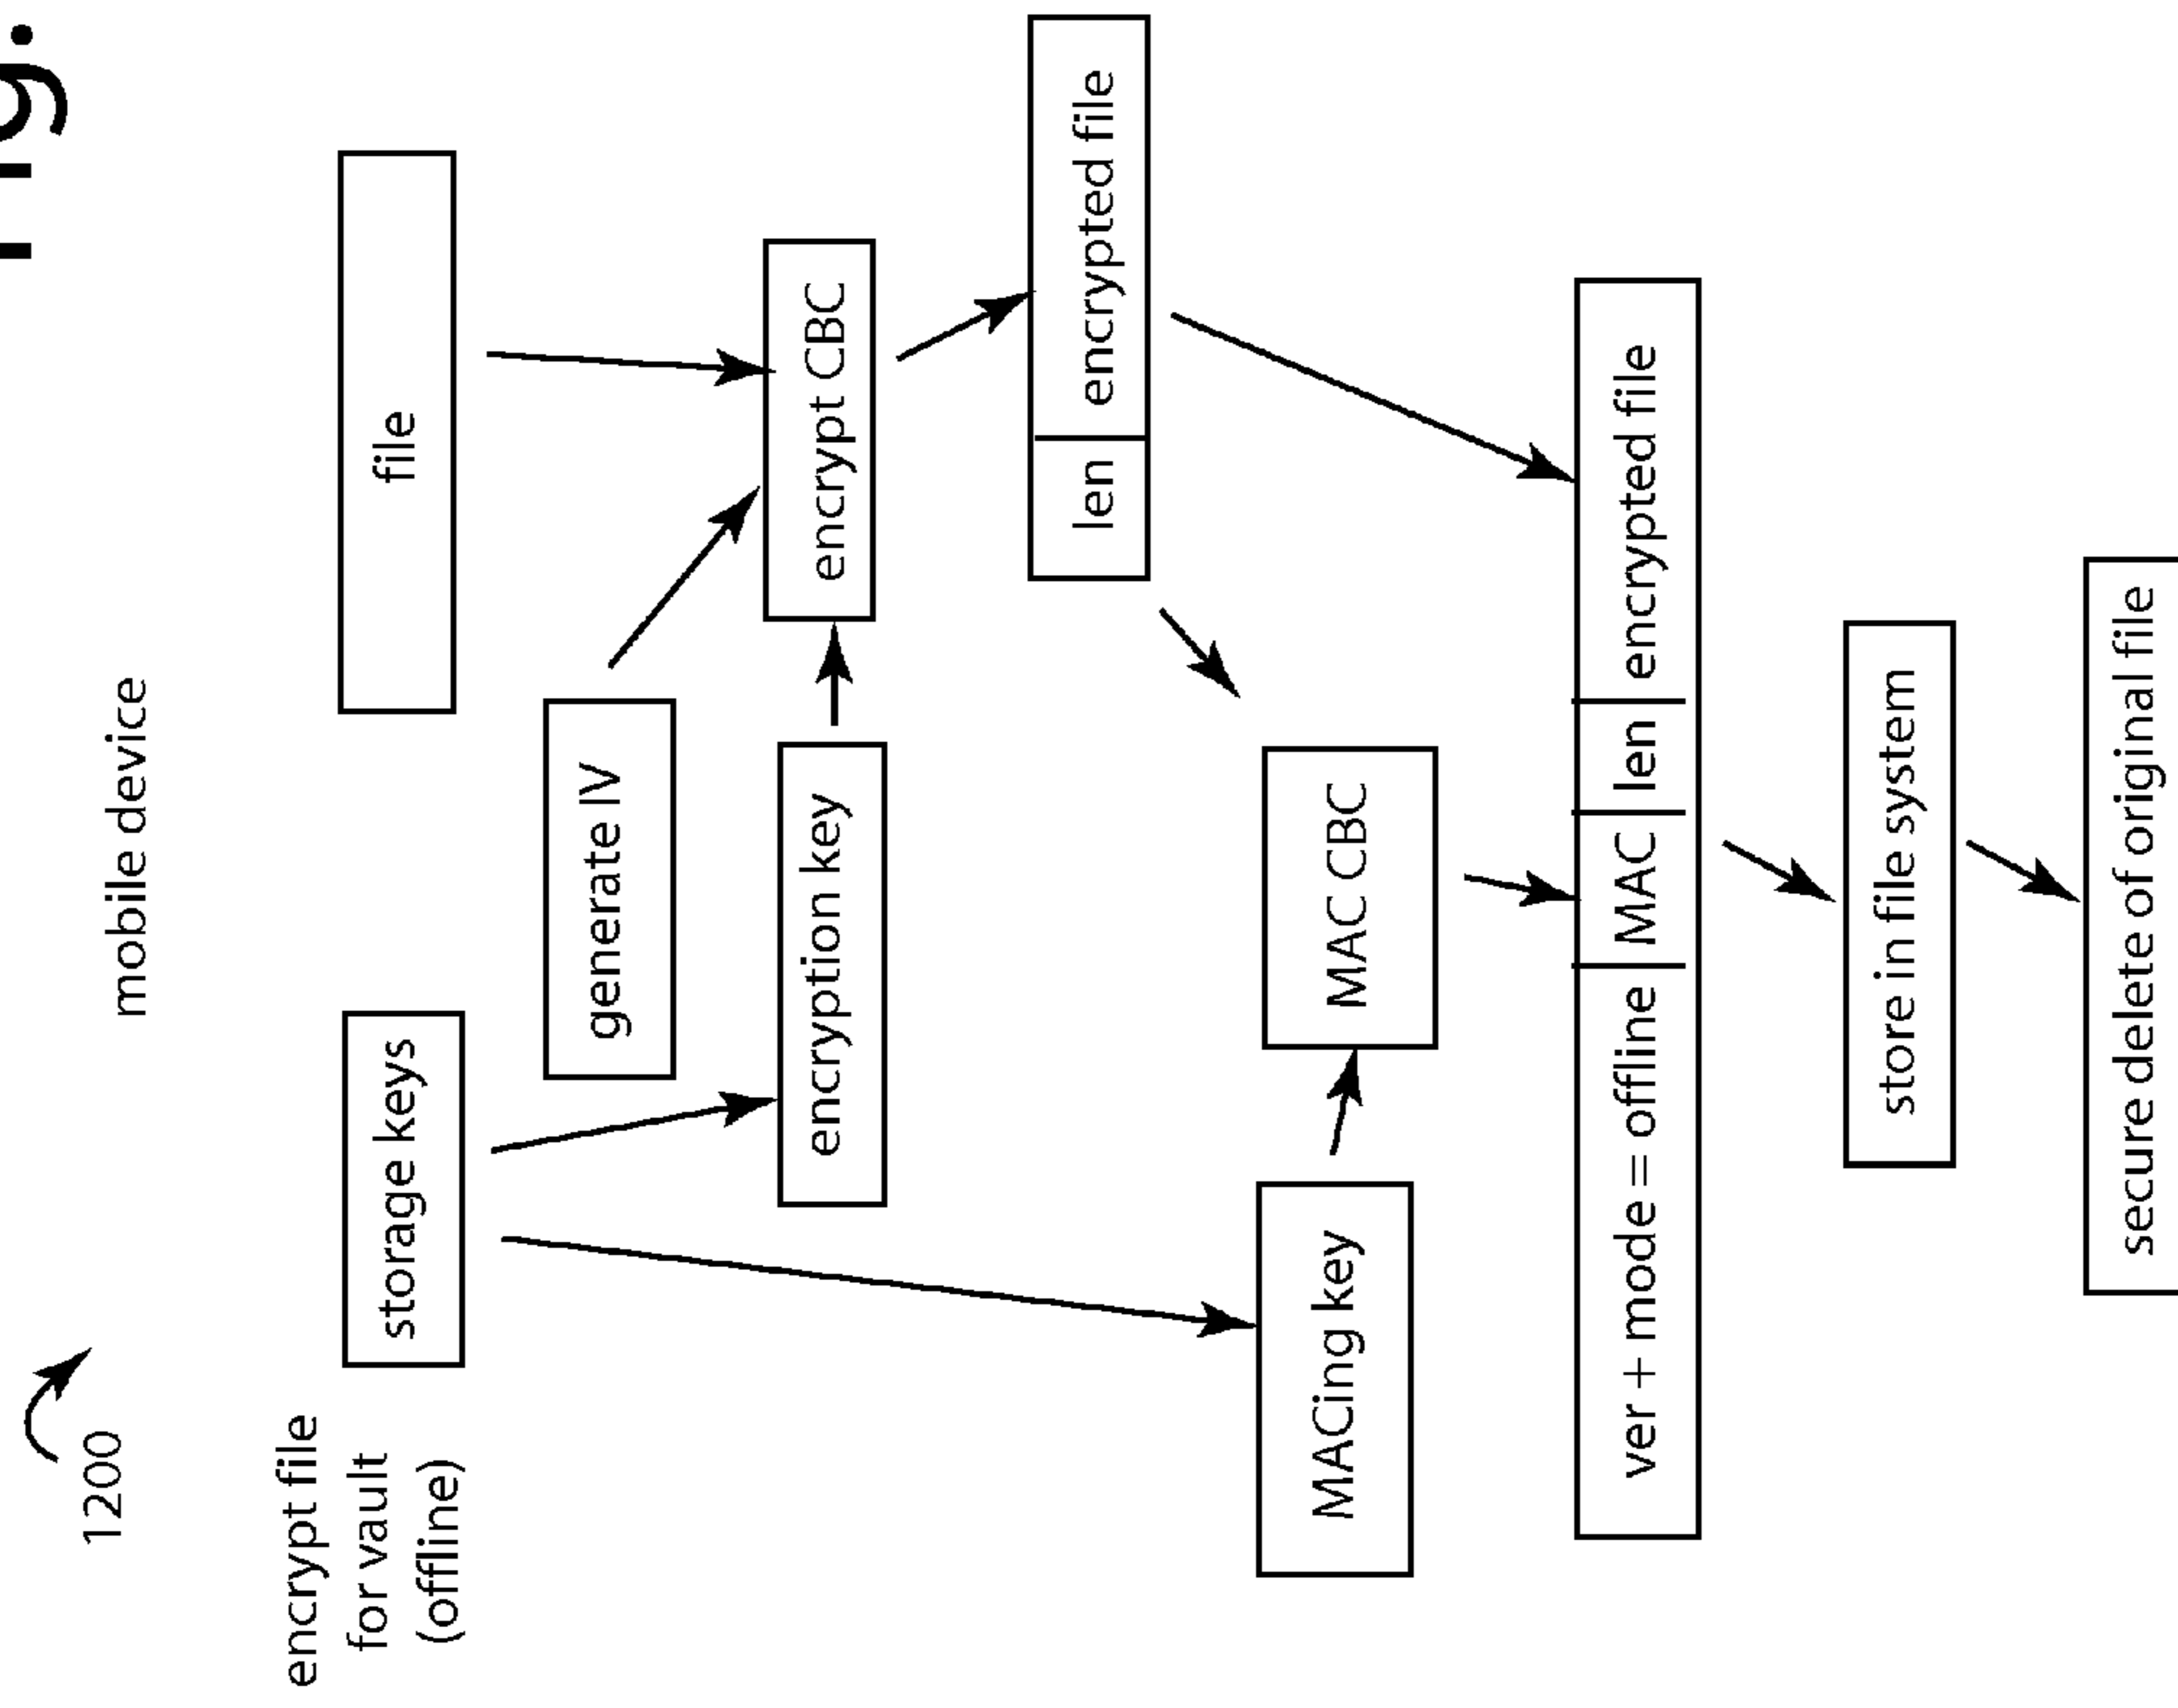 1200
mobile device
encrypt file
for vault
(offline)
storage keys
file
generate IV
encryption key
encrypt CBC
len
encrypted file
MACing key
MAC CBC
ver + mode = offline
MAC
len
encrypted file
store in file system
secure delete of original file